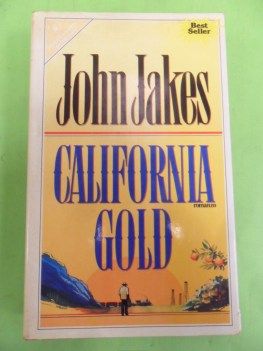 Best
Seller
John Jakes
CALIFORNIA
romanzo
GOLD